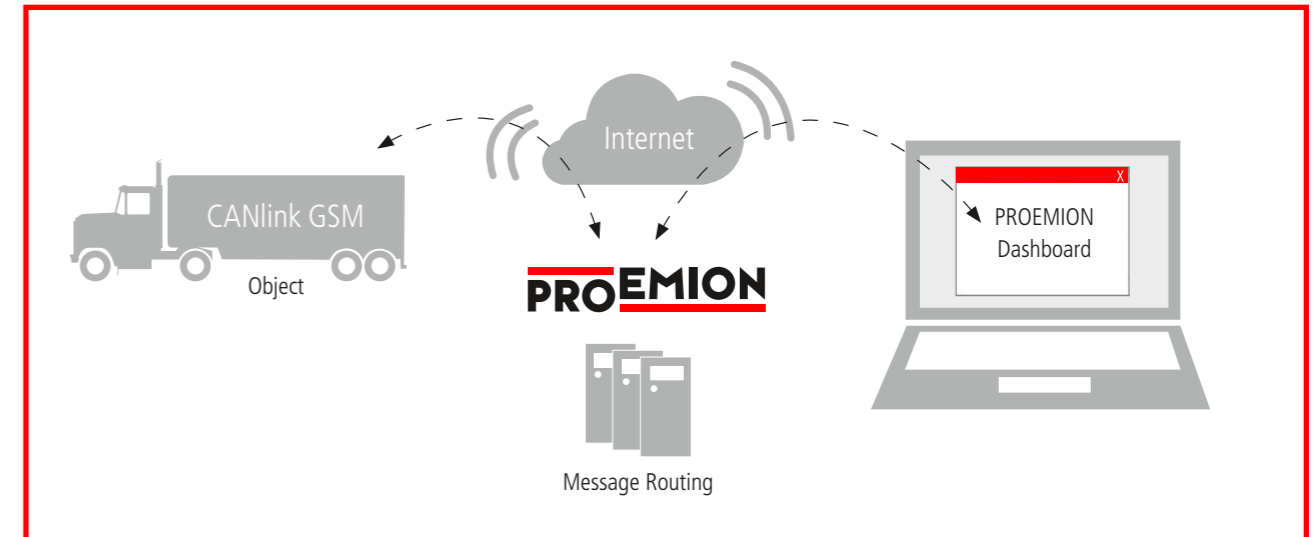 Internet
CANlink GSM
Object
X
PROEMION
Dashboard
PROEMION
Message Routing